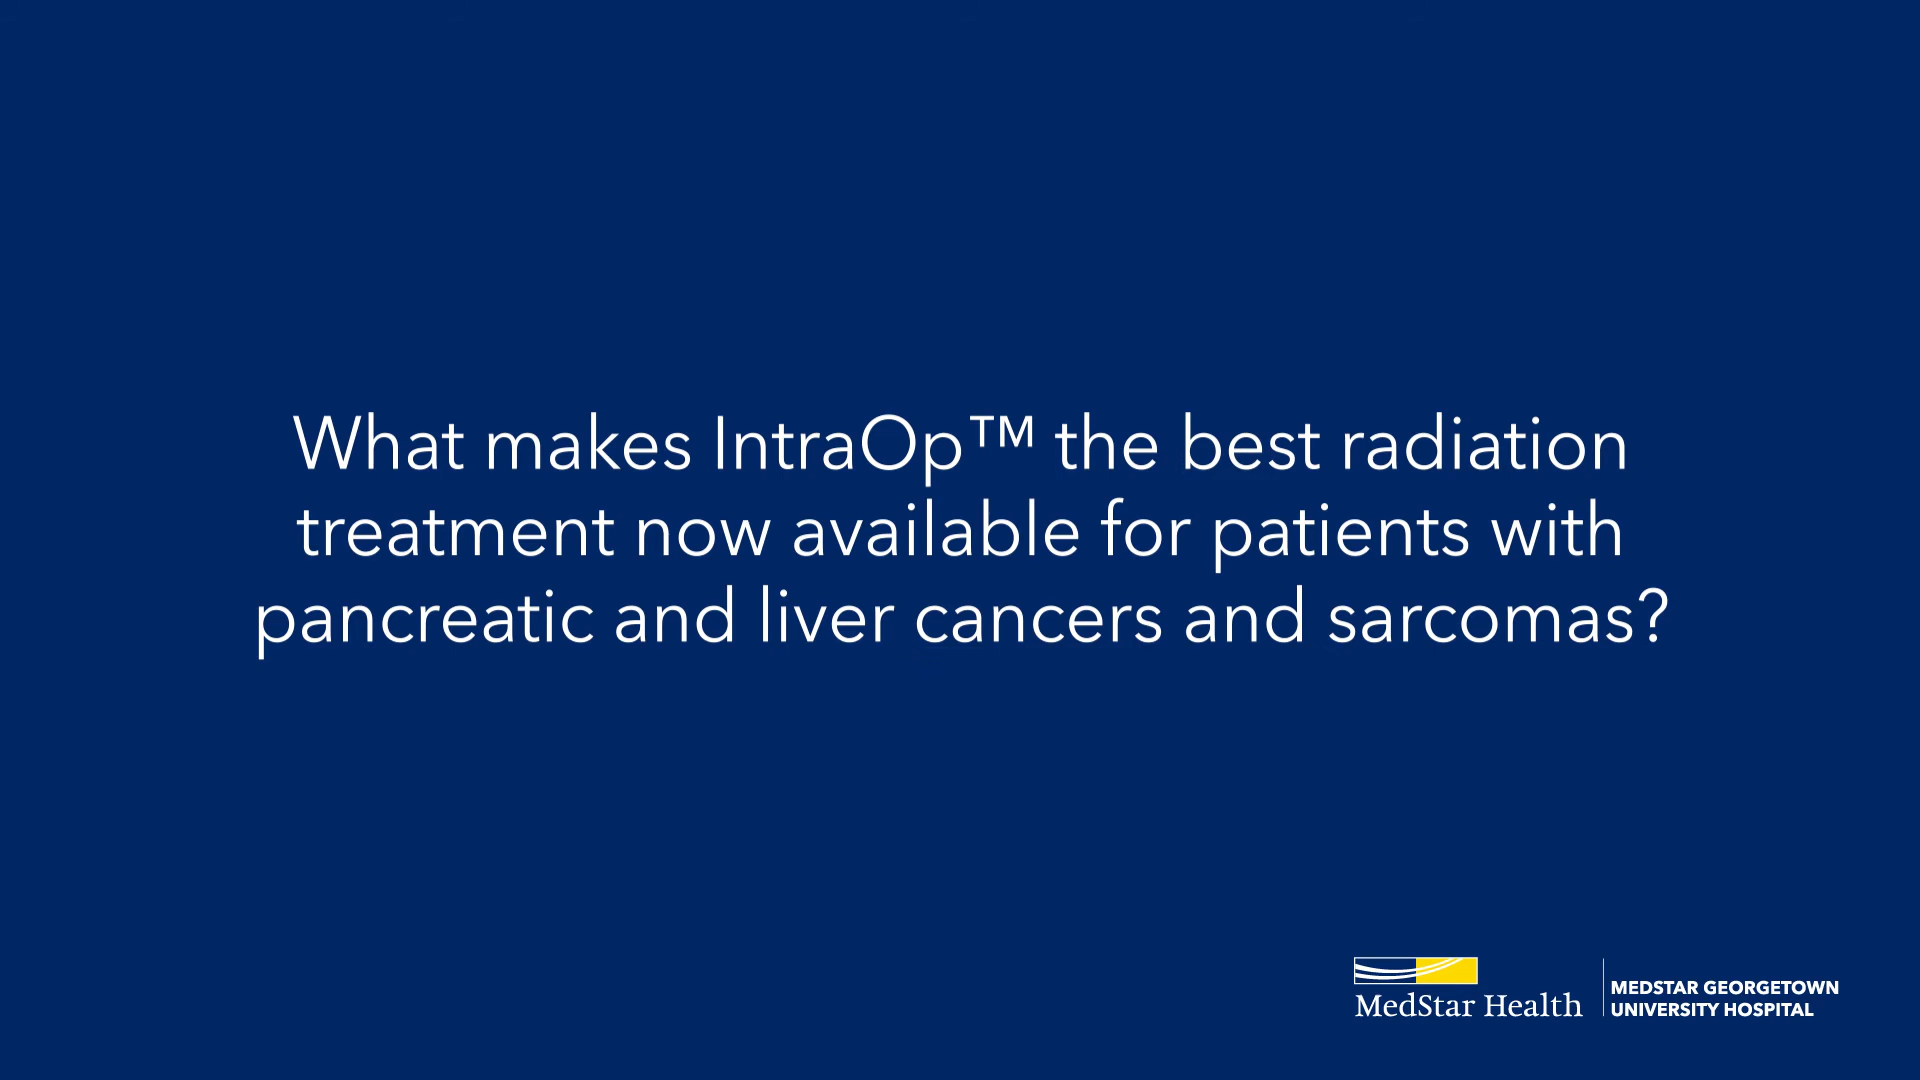 What makes IntraOp™ the best radiation
treatment now available for patients with
pancreatic and liver cancers and sarcomas?
MedStar Health
MEDSTAR GEORGETOWN
UNIVERSITY HOSPITAL